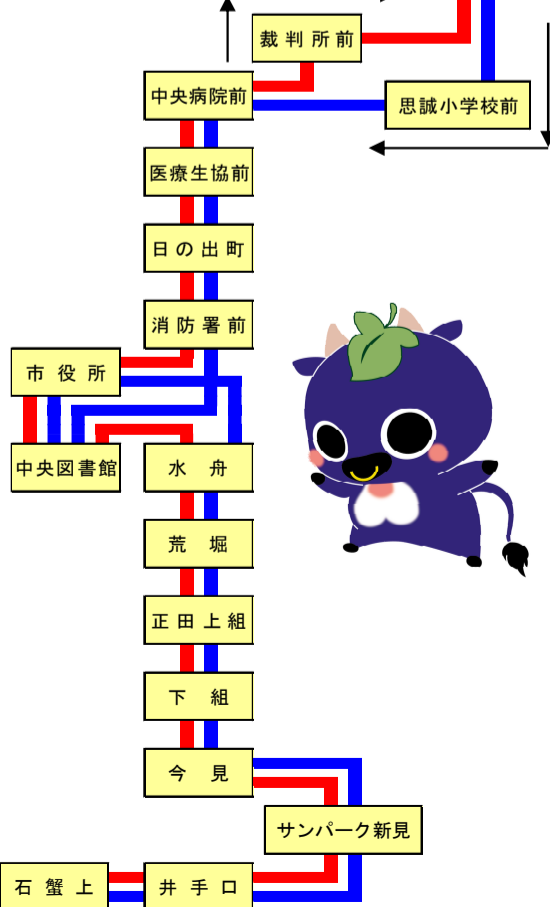 裁判所前
中央病院前
思誠小学校前
医療生協前
日の出町
消防署前
市役所
中央図書館
水舟
荒堀
正田上組
下組
今見
サンパーク新見
石蟹上
井手口